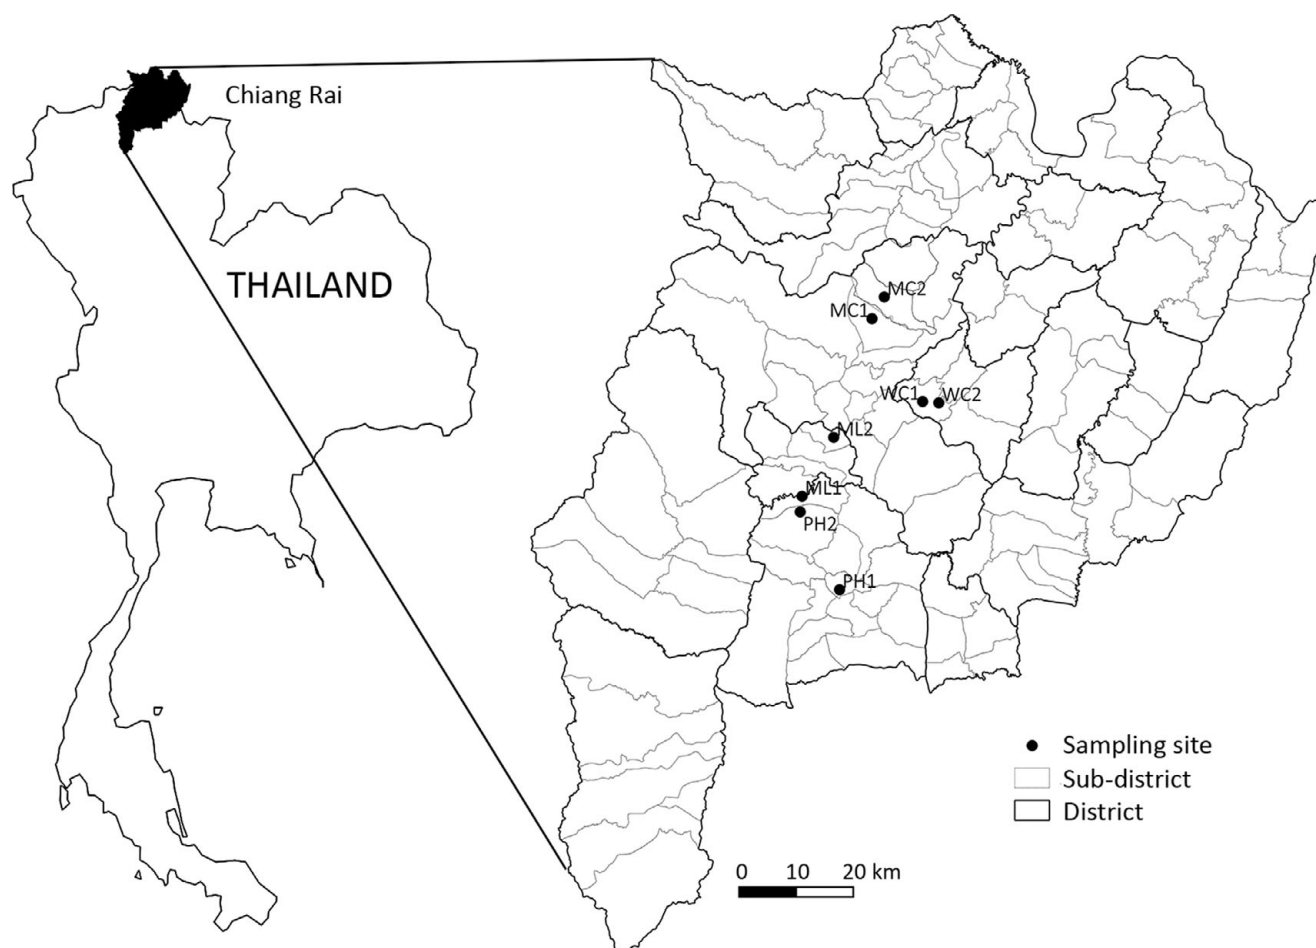 Chiang Rai
THAILAND
MC2
MC1
WC1
WC2
ML2
ML1
PH2
PH1
Sampling site
Sub-district
District
0 10 20 km